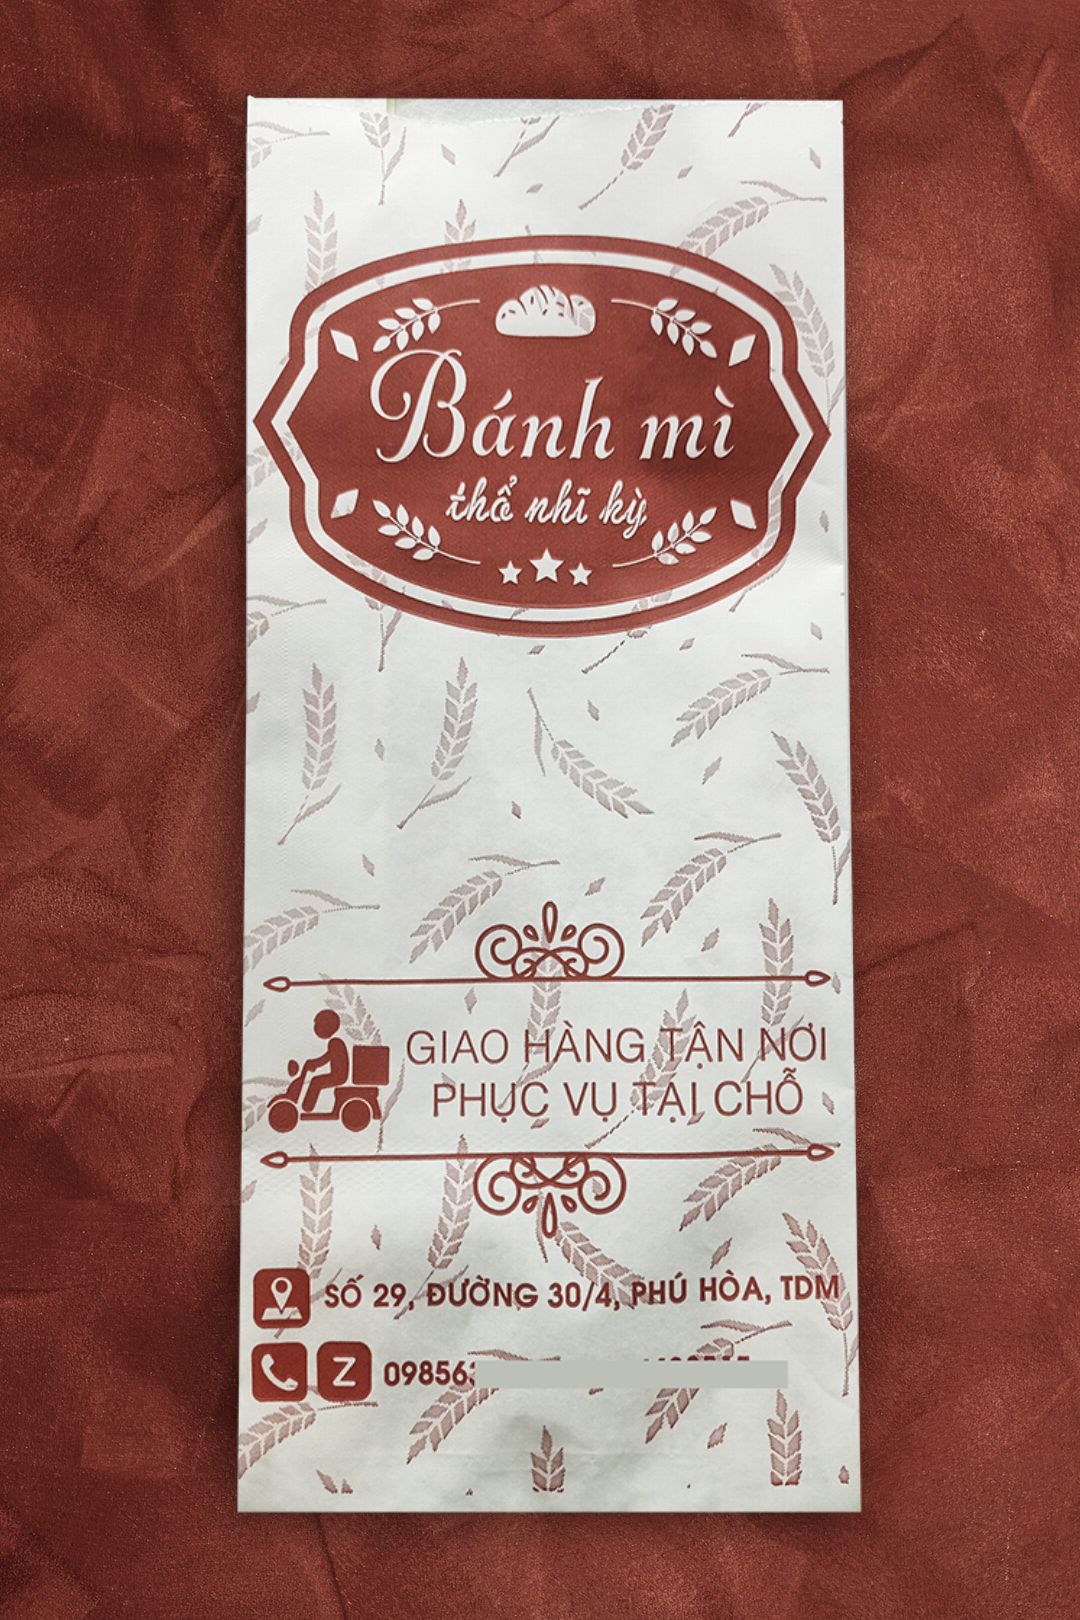 Bánh mì
thổ nhĩ kỳ
GIAO HÀNG TẬN NƠI
PHỤC VỤ TẠI CHỖ
SỐ 29, ĐƯỜNG 30/4, PHÚ HÒA, TDM
Z 09856